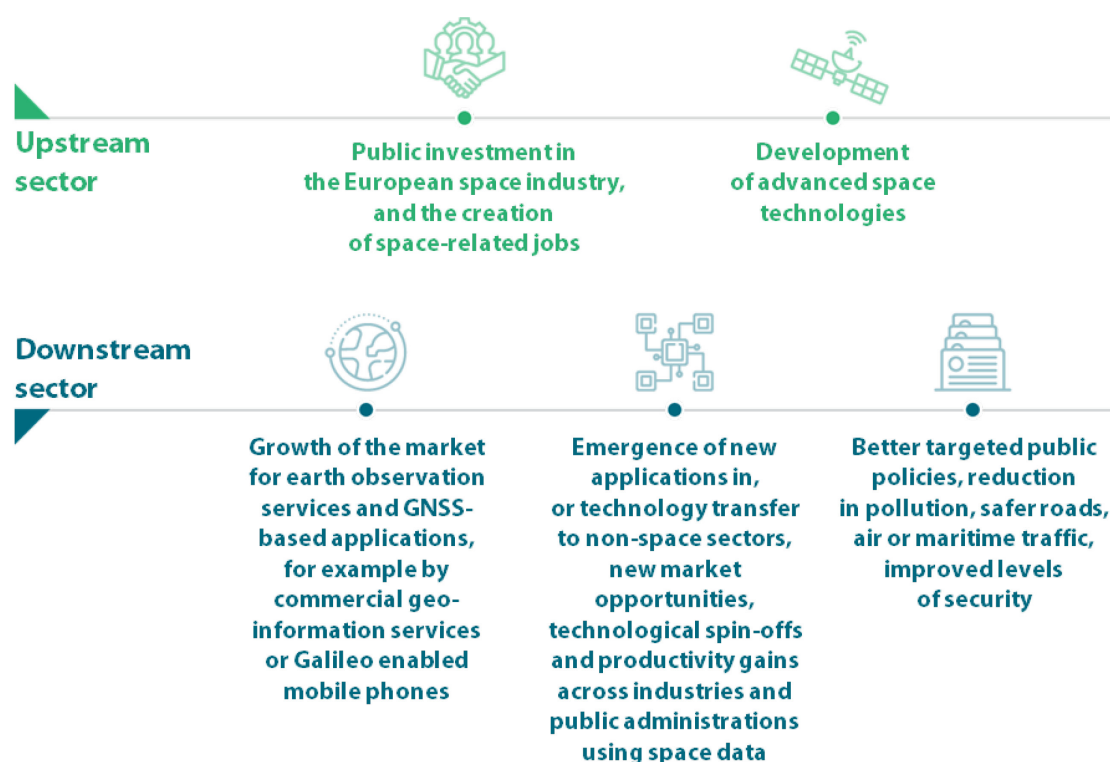 Upstream
sector
Public investment in
the European space industry,
and the creation
of space-related jobs
Development
of advanced space
technologies
Downstream
sector
Growth of the market
for earth observation
services and GNSS-
based applications,
for example by
commercial geo-
information services
or Galileo enabled
mobile phones
Emergence of new
applications in,
or technology transfer
to non-space sectors,
new market
opportunities,
technological spin-offs
and productivity gains
across industries and
public administrations
using space data
Better targeted public
policies, reduction
in pollution, safer roads,
air or maritime traffic,
improved levels
of security